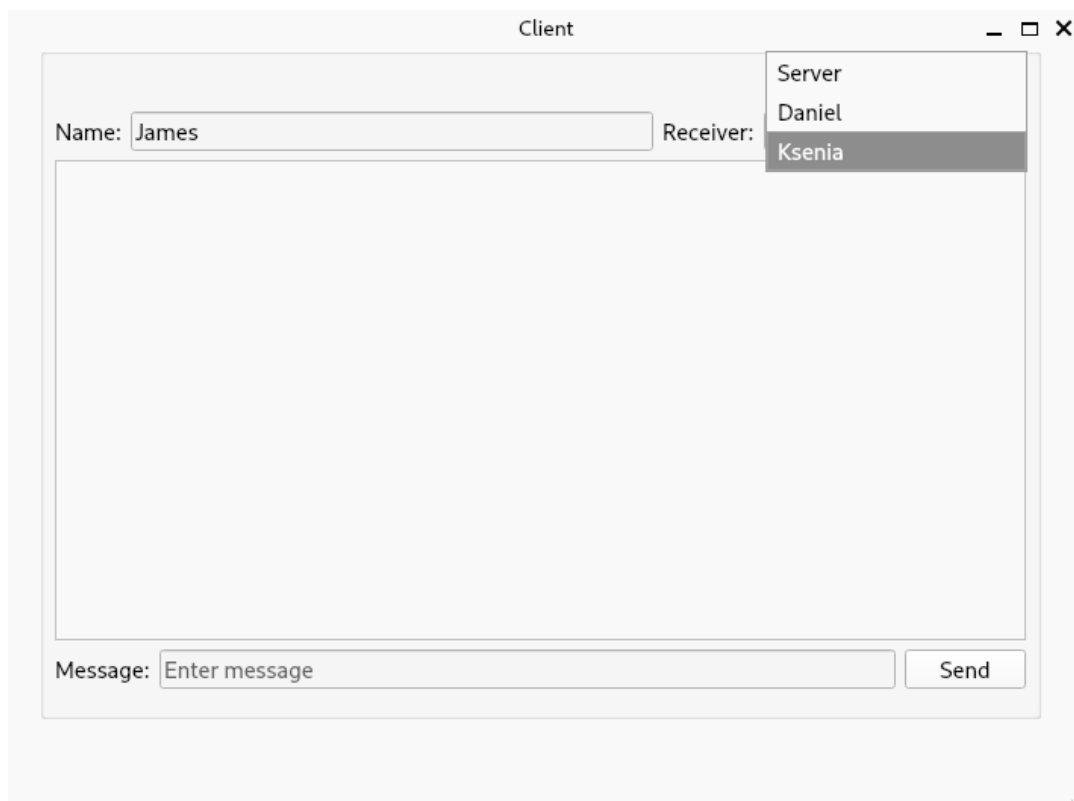 Client
Server
Daniel
Name: James Receiver:
Ksenia
Message: Enter message Send